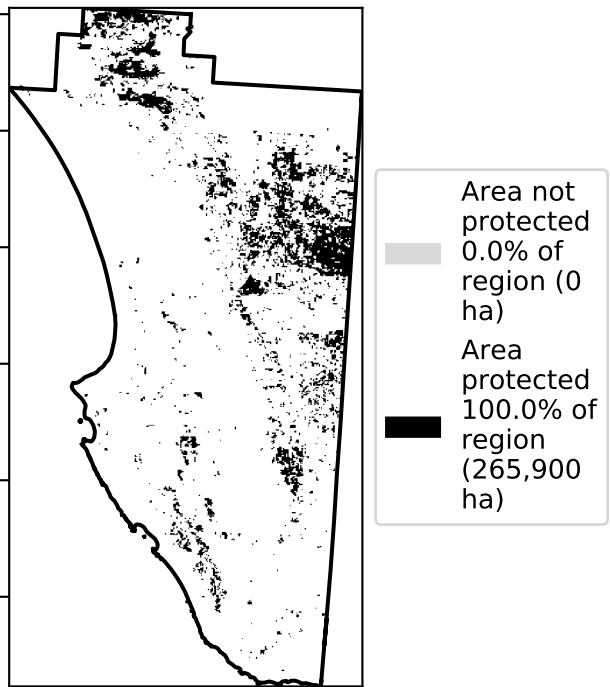 Area not
protected
0.0% of
region (0
ha)
Area
protected
100.0% of
region
(265,900
ha)